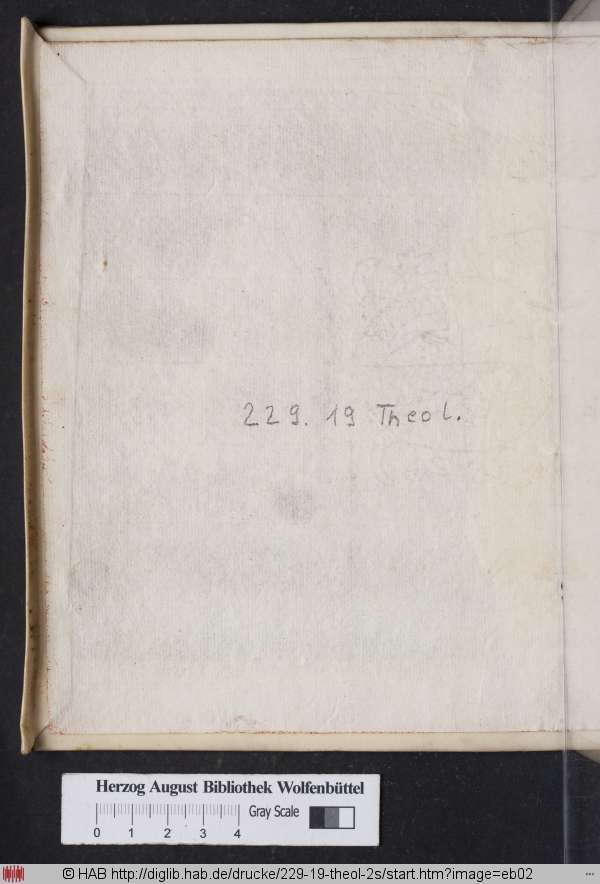 229. 19 Theol.
Herzog August Bibliothek Wolfenbüttel
Gray Scale
0 1 2 3 4
© HAB http://diglib.hab.de/drucke/229-19-theol-2s/start.htm?image=eb02